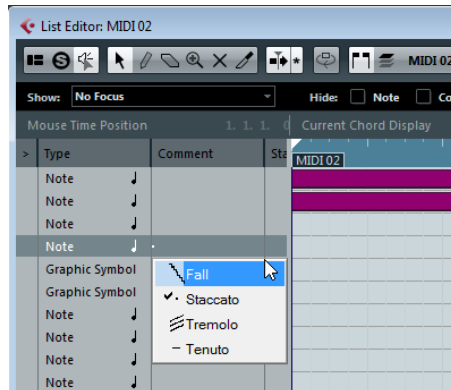 List Editor: MIDI 02
MIDI 02
Show: No Focus Hide: Note Co
Mouse Time Position 1. 1. 1. 0 Current Chord Display
> Type Comment Sta
MIDI 02
Note
Note
Note
Note
Graphic Symbol
Graphic Symbol
Note
Note
Note
Note
Fall
Staccato
Tremolo
Tenuto